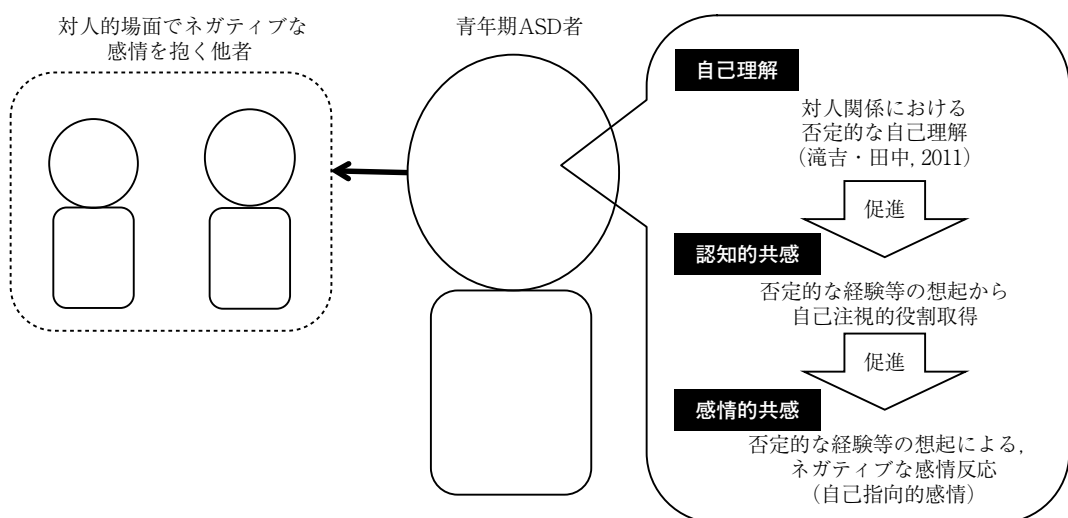 対人的場面でネガティブな
感情を抱く他者
青年期ASD者
自己理解
対人関係における
否定的な自己理解
（滝吉・田中, 2011）
促進
認知的共感
否定的な経験等の想起から
自己注視的役割取得
促進
感情的共感
否定的な経験等の想起による,
ネガティブな感情反応
（自己指向的感情）